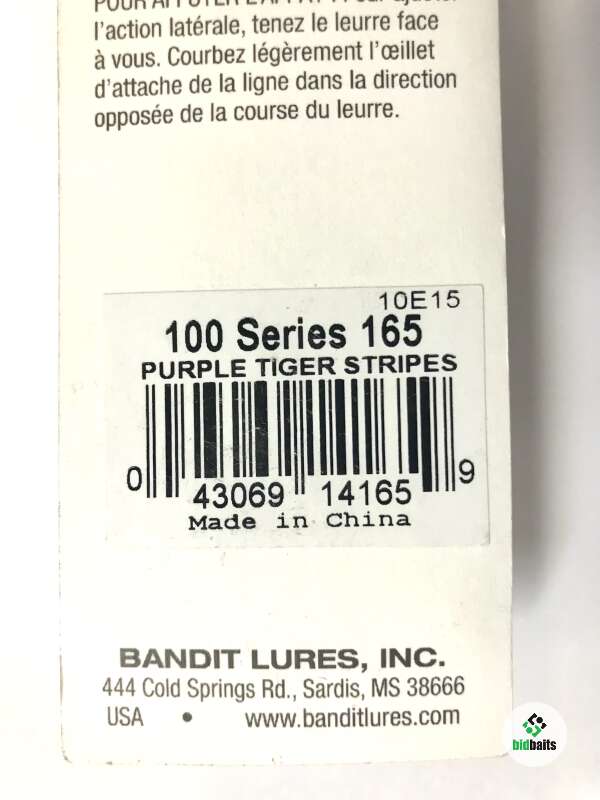 l'action latérale, tenez le leurre face
à vous. Courbez légèrement l'œillet
d'attache de la ligne dans la direction
opposée de la course du leurre.
10E15
100 Series 165
PURPLE TIGER STRIPES
0 43069 14165 9
Made in China
BANDIT LURES, INC.
444 Cold Springs Rd., Sardis, MS 38666
USA • www.banditlures.com
bidbaits